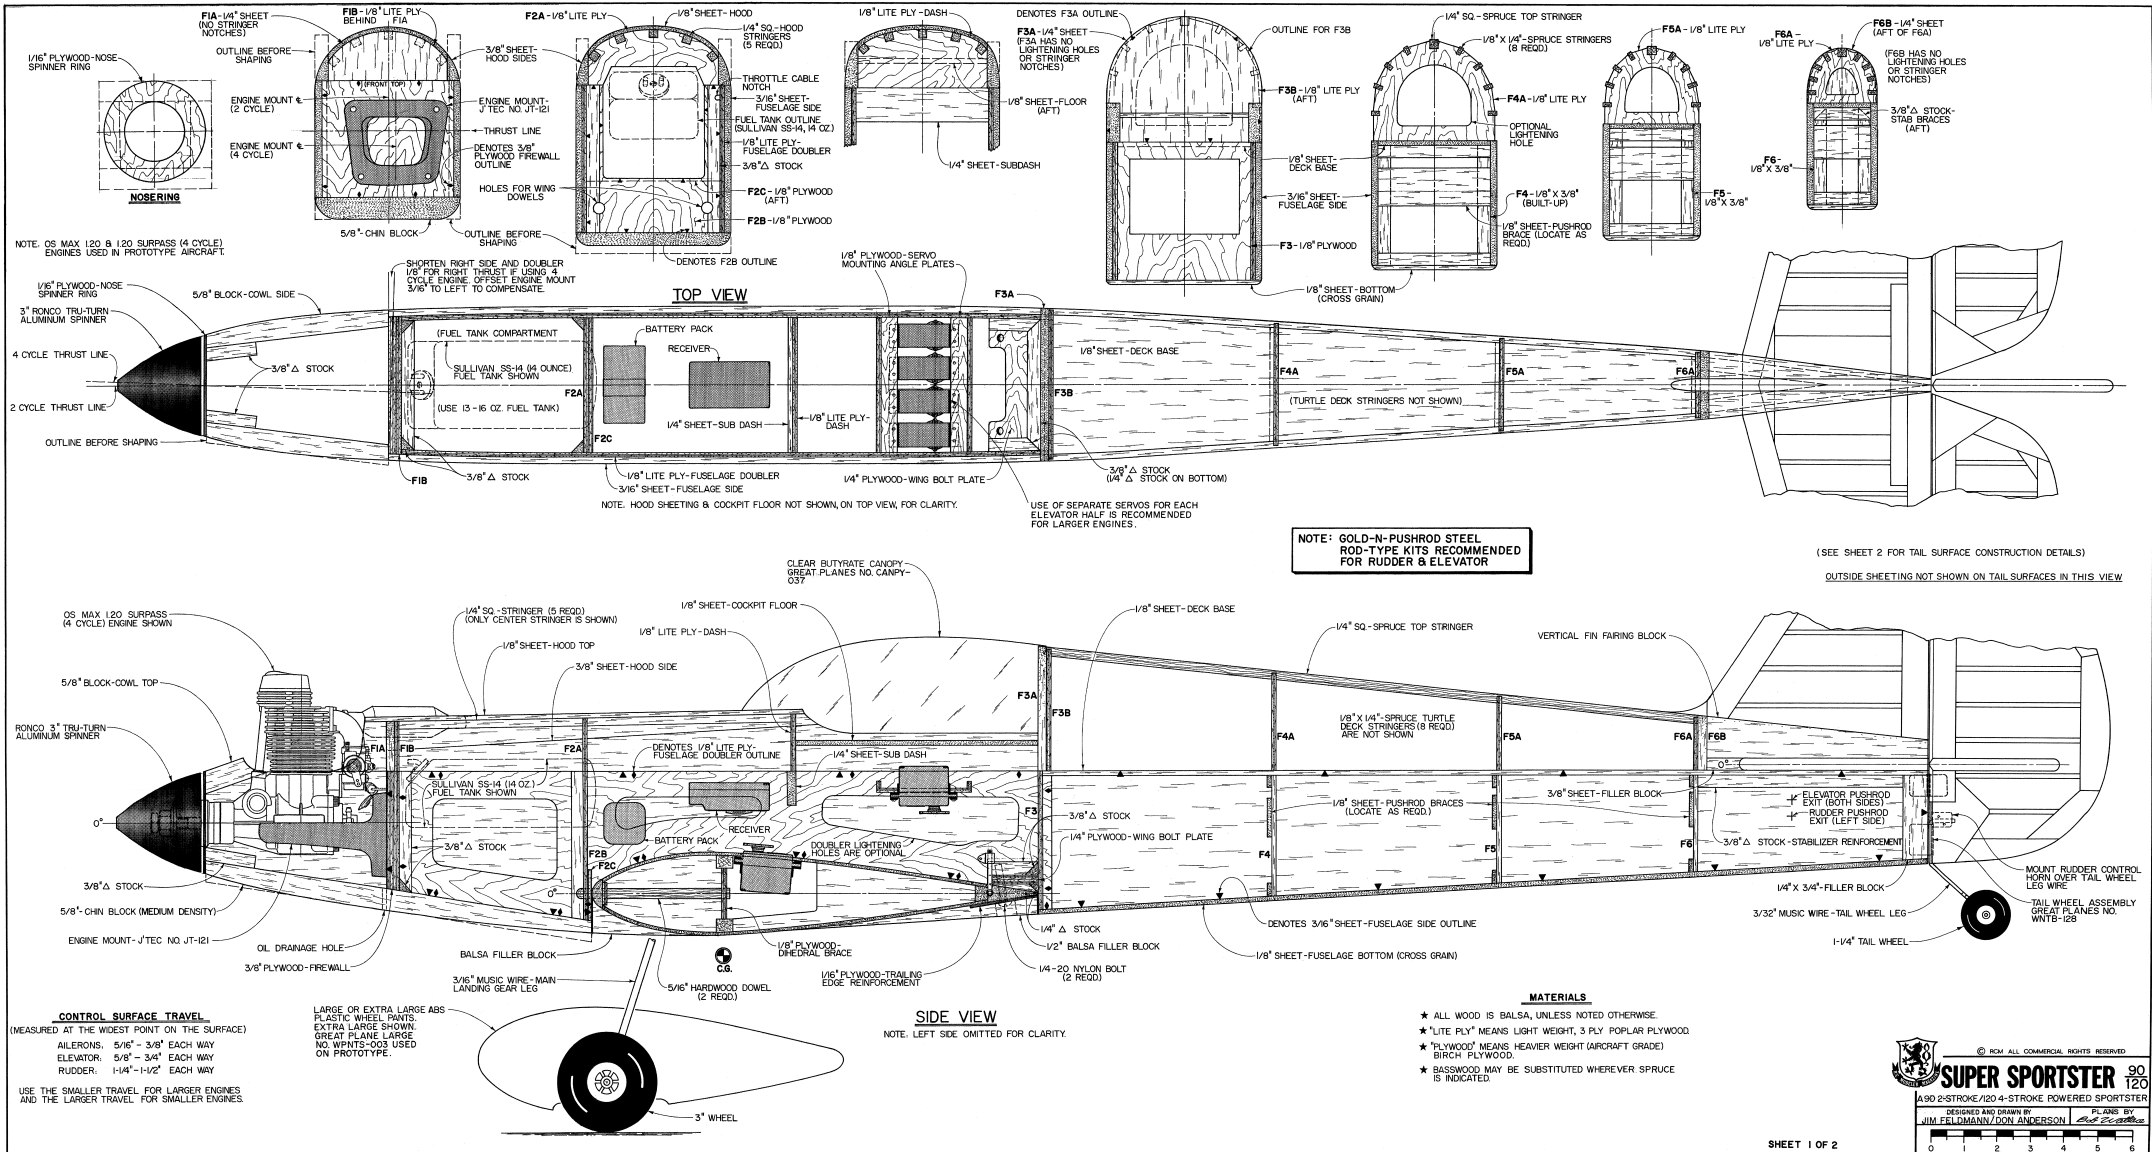 F1A-1/4" SHEET
(NO STRINGER
NOTCHES)
F1B-1/8" LITE PLY
BEHIND F1A
OUTLINE BEFORE
SHAPING
1/16" PLYWOOD-NOSE
SPINNER RING
NOSERING
(FRONT TOP)
ENGINE MOUNT ℄
(2 CYCLE)
ENGINE MOUNT ℄
(4 CYCLE)
3/8" SHEET-
HOOD SIDES
ENGINE MOUNT-
J'TEC NO. JT-121
THRUST LINE
DENOTES 3/8"
PLYWOOD FIREWALL
OUTLINE
HOLES FOR WING
DOWELS
5/8"-CHIN BLOCK
OUTLINE BEFORE
SHAPING
F2A-1/8" LITE PLY
1/8" SHEET-HOOD
1/4" SQ.-HOOD
STRINGERS
(5 REQD.)
THROTTLE CABLE
NOTCH
3/16" SHEET-
FUSELAGE SIDE
FUEL TANK OUTLINE
(SULLIVAN SS-14, 14 OZ.)
1/8" LITE PLY-
FUSELAGE DOUBLER
3/8"△ STOCK
F2C-1/8" PLYWOOD
(AFT)
F2B-1/8" PLYWOOD
DENOTES F2B OUTLINE
1/8" LITE PLY-DASH
1/8" SHEET-FLOOR
(AFT)
1/4" SHEET-SUBDASH
DENOTES F3A OUTLINE
F3A-1/4" SHEET
(F3A HAS NO
LIGHTENING HOLES
OR STRINGER
NOTCHES)
OUTLINE FOR F3B
F3B-1/8" LITE PLY
(AFT)
1/8" SHEET-
DECK BASE
3/16" SHEET-
FUSELAGE SIDE
F3-1/8" PLYWOOD
1/8" SHEET-BOTTOM
(CROSS GRAIN)
1/4" SQ.-SPRUCE TOP STRINGER
1/8" X 1/4"-SPRUCE STRINGERS
(8 REQD.)
F4A-1/8" LITE PLY
OPTIONAL
LIGHTENING
HOLE
F4-1/8" X 3/8"
(BUILT-UP)
1/8" SHEET-PUSHROD
BRACE (LOCATE AS
REQD.)
F5A-1/8" LITE PLY
F5-
1/8" X 3/8"
F6A-
1/8" LITE PLY
F6B-1/4" SHEET
(AFT OF F6A)
(F6B HAS NO
LIGHTENING HOLES
OR STRINGER
NOTCHES)
3/8"△ STOCK-
STAB BRACES
(AFT)
F6-
1/8" X 3/8"
NOTE. OS MAX 1.20 & 1.20 SURPASS (4 CYCLE)
ENGINES USED IN PROTOTYPE AIRCRAFT.
SHORTEN RIGHT SIDE AND DOUBLER
1/8" FOR RIGHT THRUST IF USING 4
CYCLE ENGINE. OFFSET ENGINE MOUNT
3/16" TO LEFT TO COMPENSATE.
TOP VIEW
1/8" PLYWOOD-SERVO
MOUNTING ANGLE PLATES
1/16" PLYWOOD-NOSE
SPINNER RING
5/8" BLOCK-COWL SIDE
3" RONCO TRU-TURN
ALUMINUM SPINNER
4 CYCLE THRUST LINE
2 CYCLE THRUST LINE
3/8"△ STOCK
OUTLINE BEFORE SHAPING
(FUEL TANK COMPARTMENT
SULLIVAN SS-14 (14 OUNCE)
FUEL TANK SHOWN
(USE 13-16 OZ. FUEL TANK)
F1B
3/8"△ STOCK
F2A
F2C
BATTERY PACK
RECEIVER
1/4" SHEET-SUB DASH
1/8" LITE PLY-
DASH
1/8" LITE PLY-FUSELAGE DOUBLER
3/16" SHEET-FUSELAGE SIDE
1/4" PLYWOOD-WING BOLT PLATE
NOTE. HOOD SHEETING & COCKPIT FLOOR NOT SHOWN, ON TOP VIEW, FOR CLARITY.
USE OF SEPARATE SERVOS FOR EACH
ELEVATOR HALF IS RECOMMENDED
FOR LARGER ENGINES.
F3A
F3B
1/8" SHEET-DECK BASE
3/8"△ STOCK
(1/4"△ STOCK ON BOTTOM)
F4A
(TURTLE DECK STRINGERS NOT SHOWN)
F5A
F6A
NOTE: GOLD-N-PUSHROD STEEL
ROD-TYPE KITS RECOMMENDED
FOR RUDDER & ELEVATOR
(SEE SHEET 2 FOR TAIL SURFACE CONSTRUCTION DETAILS)
OUTSIDE SHEETING NOT SHOWN ON TAIL SURFACES IN THIS VIEW
OS MAX 1.20 SURPASS
(4 CYCLE) ENGINE SHOWN
5/8" BLOCK-COWL TOP
RONCO 3" TRU-TURN
ALUMINUM SPINNER
0°
3/8"△ STOCK
5/8"-CHIN BLOCK (MEDIUM DENSITY)
ENGINE MOUNT-J'TEC NO. JT-121
OIL DRAINAGE HOLE
3/8" PLYWOOD-FIREWALL
1/4" SQ.-STRINGER (5 REQD.)
(ONLY CENTER STRINGER IS SHOWN)
1/8" SHEET-HOOD TOP
3/8" SHEET-HOOD SIDE
1/8" LITE PLY-DASH
1/8" SHEET-COCKPIT FLOOR
CLEAR BUTYRATE CANOPY
GREAT PLANES NO. CANPY-
037
F1A
F1B
F2A
DENOTES 1/8" LITE PLY-
FUSELAGE DOUBLER OUTLINE
1/4" SHEET-SUB DASH
SULLIVAN SS-14 (14 OZ.)
FUEL TANK SHOWN
3/8"△ STOCK
RECEIVER
BATTERY PACK
F2B
F2C
0°
DOUBLER LIGHTENING
HOLES ARE OPTIONAL
F3A
F3B
F3
3/8"△ STOCK
1/4" PLYWOOD-WING BOLT PLATE
1/8" SHEET-DECK BASE
1/4" SQ.-SPRUCE TOP STRINGER
F4A
1/8" X 1/4"-SPRUCE TURTLE
DECK STRINGERS (8 REQD.)
ARE NOT SHOWN
F5A
VERTICAL FIN FAIRING BLOCK
F6A
F6B
0°
1/8" SHEET-PUSHROD BRACES
(LOCATE AS REQD.)
F4
F5
F6
3/8" SHEET-FILLER BLOCK
ELEVATOR PUSHROD
EXIT (BOTH SIDES)
RUDDER PUSHROD
EXIT (LEFT SIDE)
3/8"△ STOCK-STABILIZER REINFORCEMENT
1/4" X 3/4"-FILLER BLOCK
3/32" MUSIC WIRE-TAIL WHEEL LEG
MOUNT RUDDER CONTROL
HORN OVER TAIL WHEEL
LEG WIRE
TAIL WHEEL ASSEMBLY
GREAT PLANES NO.
WNTB-128
1-1/4" TAIL WHEEL
BALSA FILLER BLOCK
3/16" MUSIC WIRE-MAIN
LANDING GEAR LEG
5/16" HARDWOOD DOWEL
(2 REQD.)
C.G.
1/8" PLYWOOD-
DIHEDRAL BRACE
1/16" PLYWOOD-TRAILING
EDGE REINFORCEMENT
1/4" △ STOCK
1/2" BALSA FILLER BLOCK
1/4-20 NYLON BOLT
(2 REQD.)
DENOTES 3/16" SHEET-FUSELAGE SIDE OUTLINE
1/8" SHEET-FUSELAGE BOTTOM (CROSS GRAIN)
LARGE OR EXTRA LARGE ABS
PLASTIC WHEEL PANTS.
EXTRA LARGE SHOWN.
GREAT PLANE LARGE
NO. WPNTS-003 USED
ON PROTOTYPE.
3" WHEEL
SIDE VIEW
NOTE. LEFT SIDE OMITTED FOR CLARITY.
CONTROL SURFACE TRAVEL
(MEASURED AT THE WIDEST POINT ON THE SURFACE)
AILERONS: 5/16" - 3/8" EACH WAY
ELEVATOR: 5/8" - 3/4" EACH WAY
RUDDER: 1-1/4" - 1-1/2" EACH WAY
USE THE SMALLER TRAVEL FOR LARGER ENGINES
AND THE LARGER TRAVEL FOR SMALLER ENGINES.
MATERIALS
★ ALL WOOD IS BALSA, UNLESS NOTED OTHERWISE.
★ "LITE PLY" MEANS LIGHT WEIGHT, 3 PLY POPLAR PLYWOOD.
★ "PLYWOOD" MEANS HEAVIER WEIGHT (AIRCRAFT GRADE)
BIRCH PLYWOOD.
★ BASSWOOD MAY BE SUBSTITUTED WHEREVER SPRUCE
IS INDICATED.
© RCM ALL COMMERCIAL RIGHTS RESERVED
SUPER SPORTSTER 90/120
A 90 2-STROKE/120 4-STROKE POWERED SPORTSTER
DESIGNED AND DRAWN BY
JIM FELDMANN/DON ANDERSON
PLANS BY
Bob Wallace
0 1 2 3 4 5 6
SHEET 1 OF 2